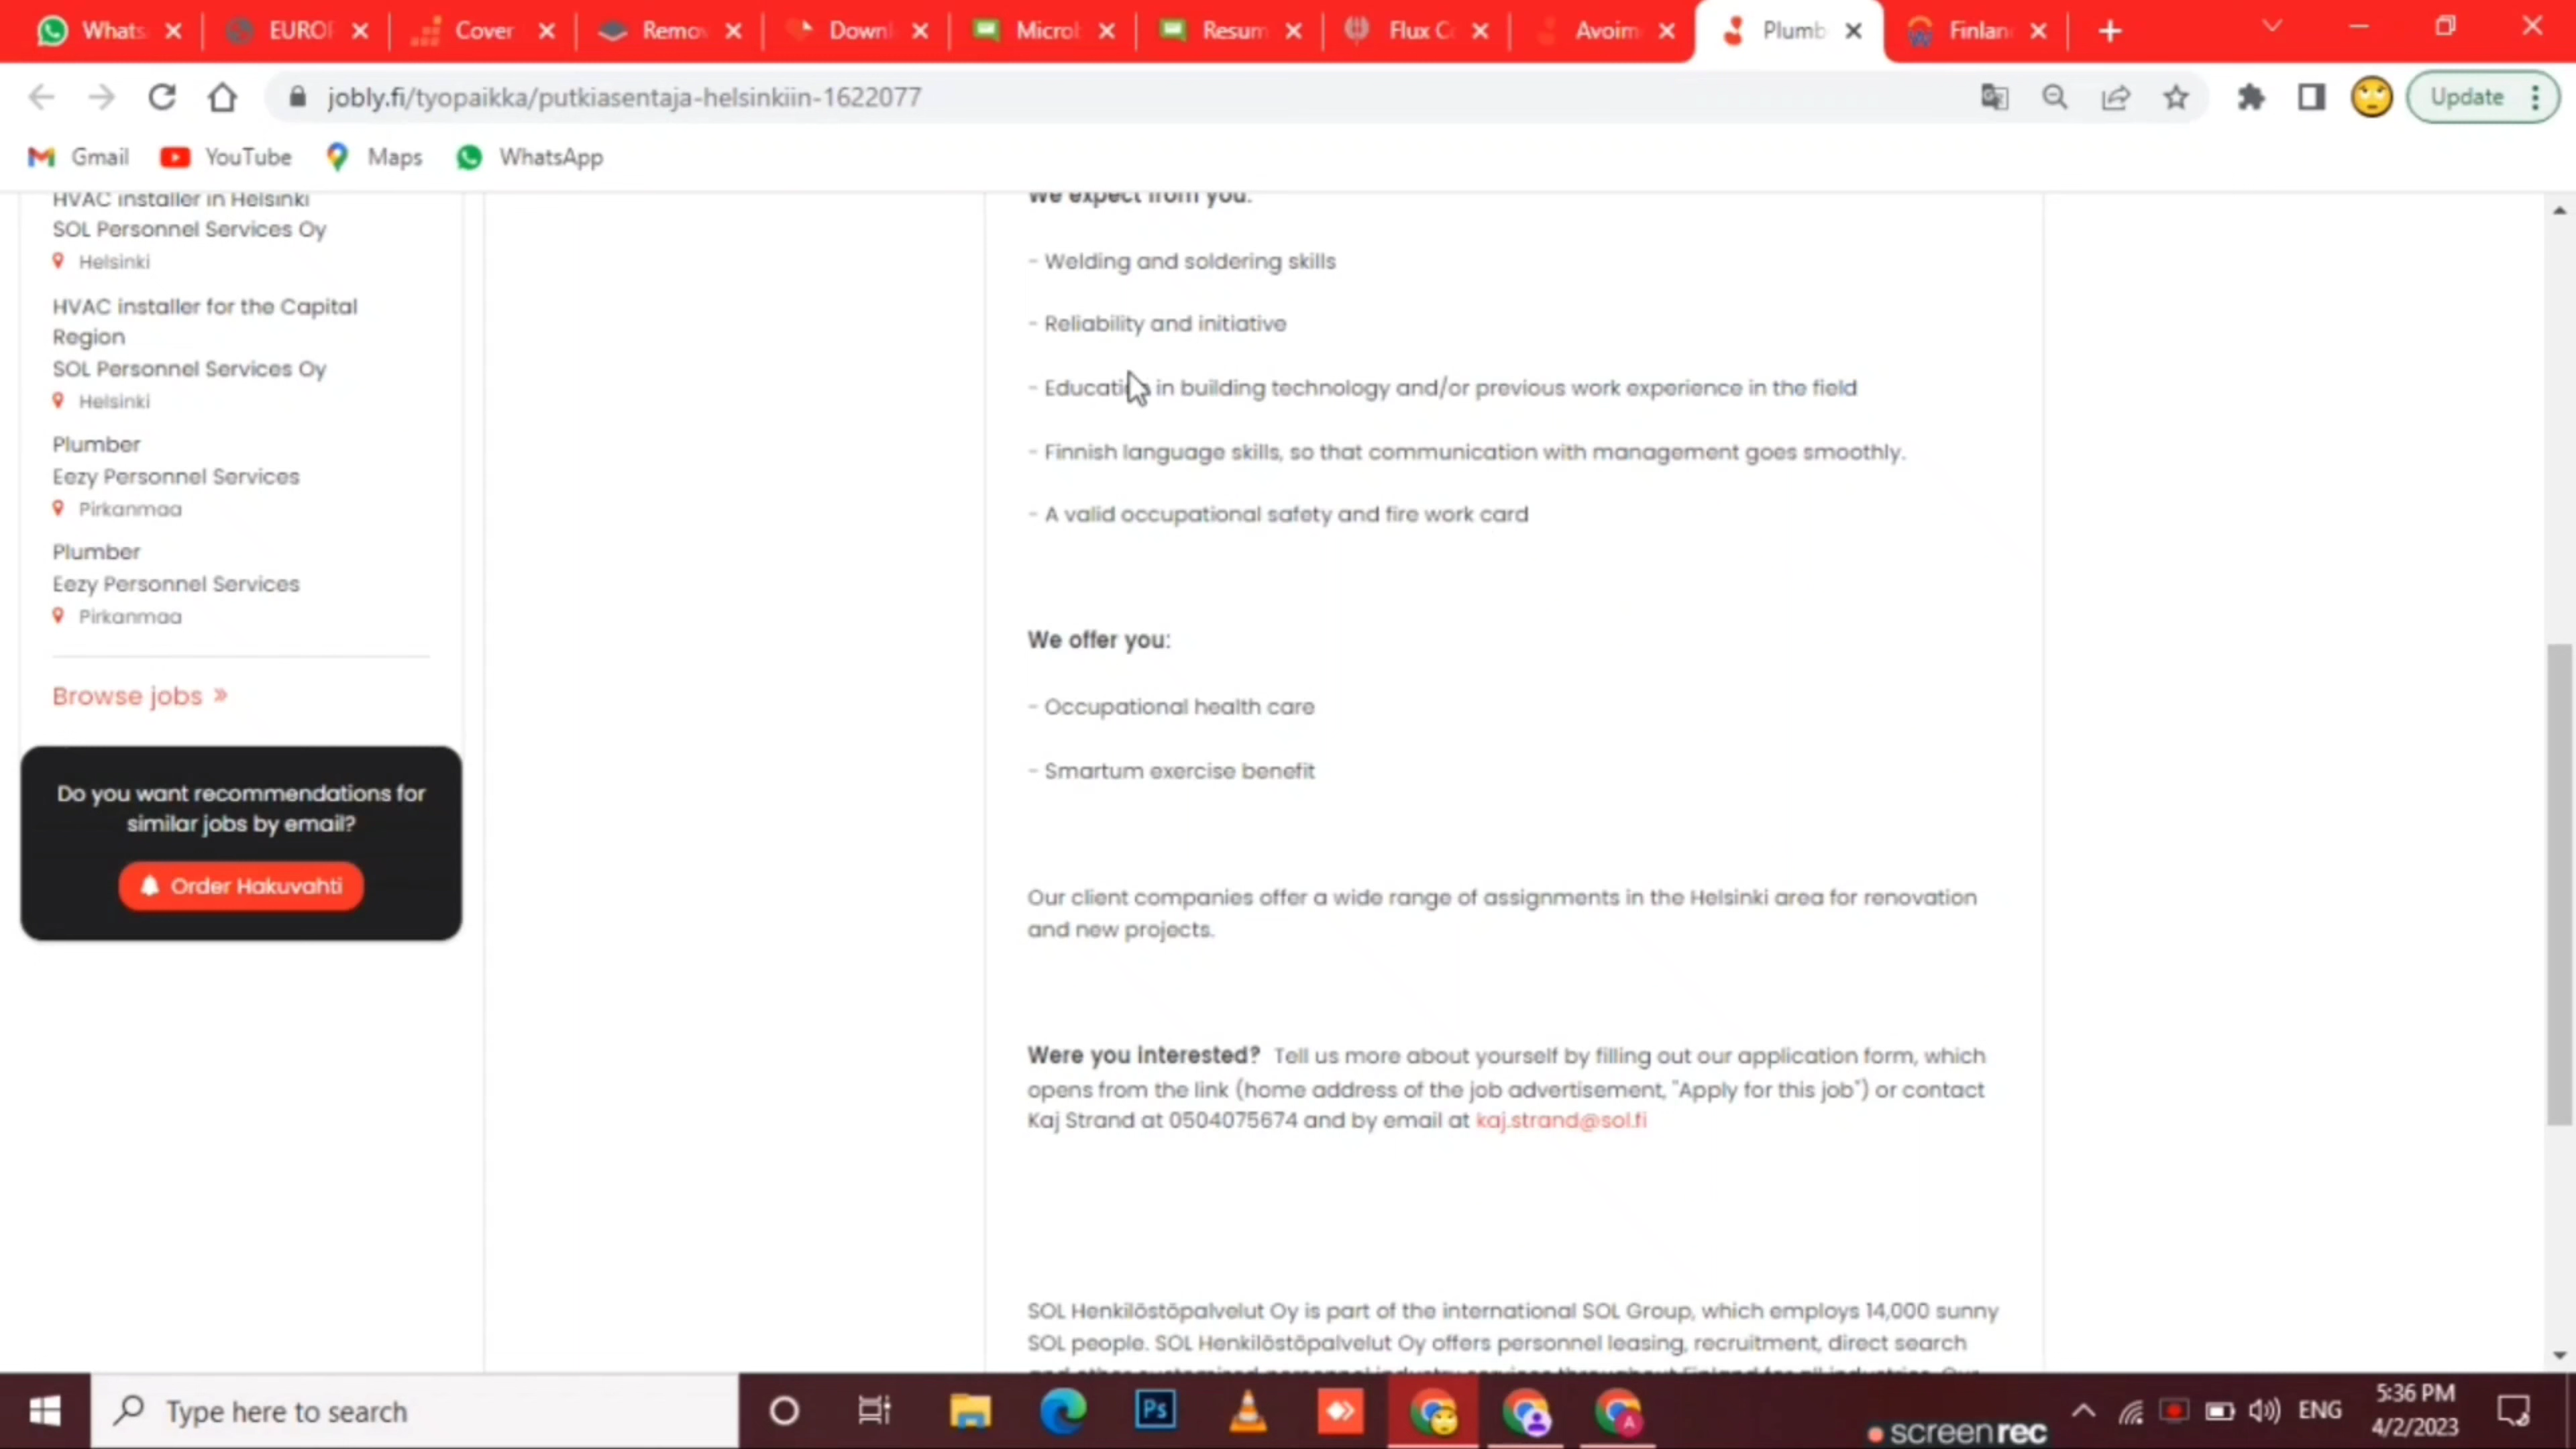 Whats
EUROP
Cover
Remov
Downl
Microb
Resum
Flux Co
Avoim
Plumb
Finlan
jobly.fi/tyopaikka/putkiasentaja-helsinkiin-1622077
Update
Gmail
YouTube
Maps
WhatsApp
HVAC installer in Helsinki
SOL Personnel Services Oy
Helsinki
HVAC installer for the Capital
Region
SOL Personnel Services Oy
Helsinki
Plumber
Eezy Personnel Services
Pirkanmaa
Plumber
Eezy Personnel Services
Pirkanmaa
Browse jobs »
Do you want recommendations for
similar jobs by email?
Order Hakuvahti
We expect from you:
- Welding and soldering skills
- Reliability and initiative
- Education in building technology and/or previous work experience in the field
- Finnish language skills, so that communication with management goes smoothly.
- A valid occupational safety and fire work card
We offer you:
- Occupational health care
- Smartum exercise benefit
Our client companies offer a wide range of assignments in the Helsinki area for renovation
and new projects.
Were you interested? Tell us more about yourself by filling out our application form, which
opens from the link (home address of the job advertisement, "Apply for this job") or contact
Kaj Strand at 0504075674 and by email at kaj.strand@sol.fi
SOL Henkilöstöpalvelut Oy is part of the international SOL Group, which employs 14,000 sunny
SOL people. SOL Henkilöstöpalvelut Oy offers personnel leasing, recruitment, direct search
Type here to search
Ps
A
ENG
5:36 PM
4/2/2023
screenrec